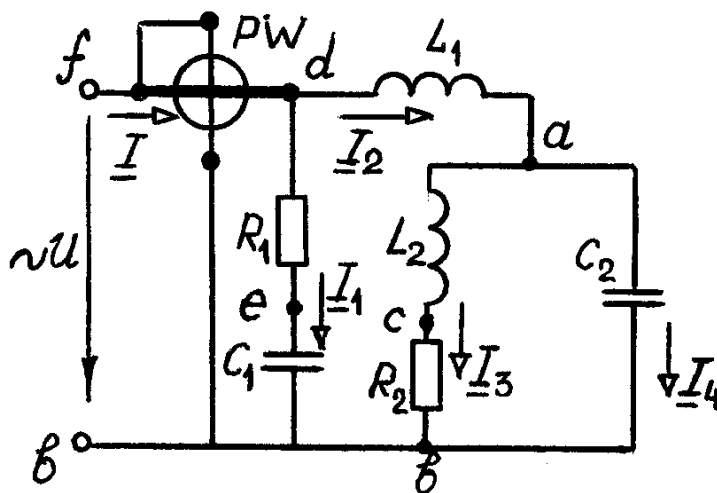 PW
f
d
L₁
I
I₂
a
~U
R₁
L₂
C₂
e
I₁
c
C₁
R₂
I₃
I₄
в
в